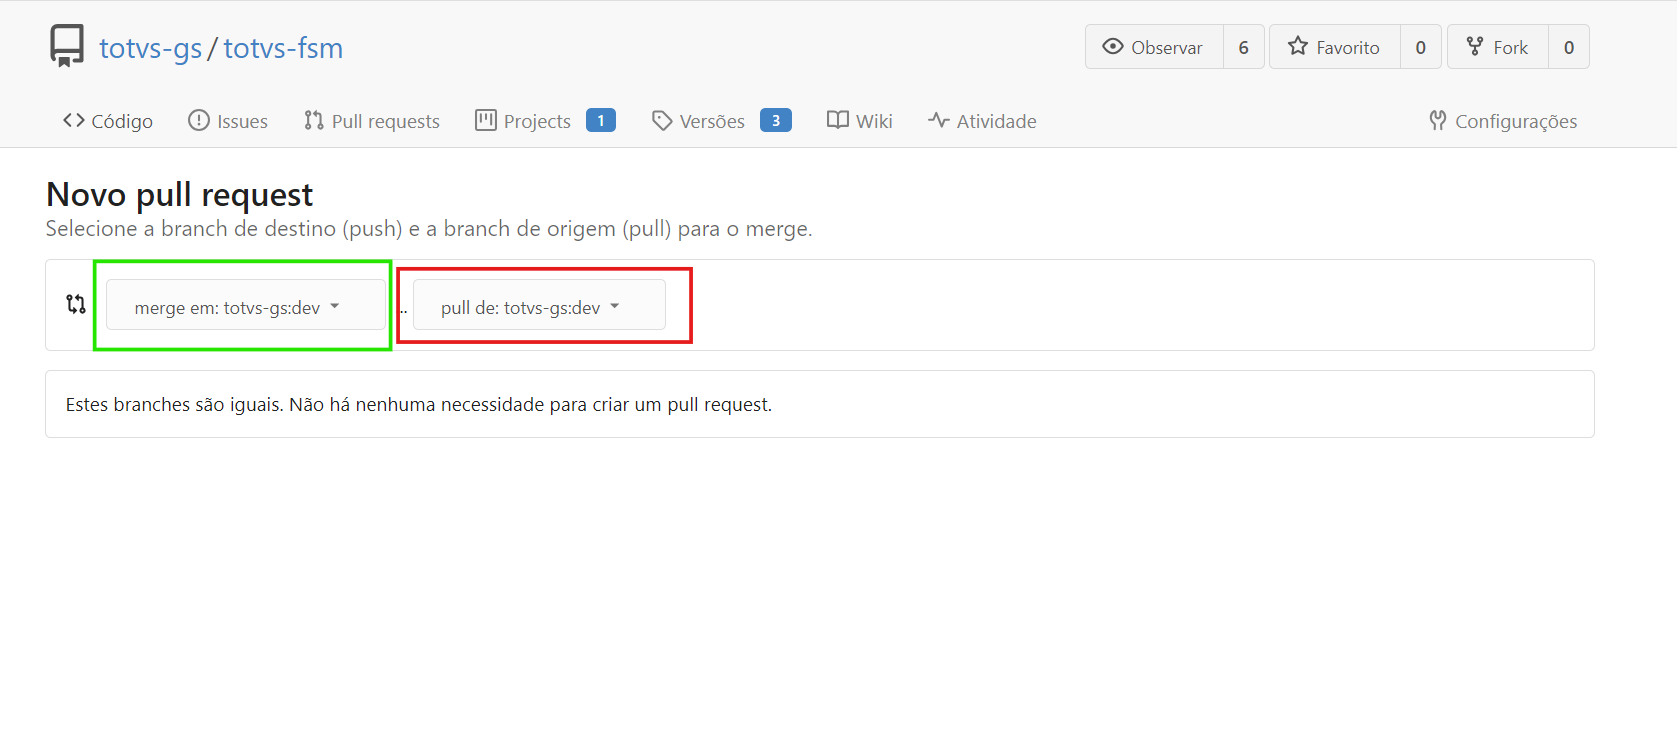 totvs-gs / totvs-fsm
Observar 6 Favorito 0 Fork 0
Código Issues Pull requests Projects 1 Versões 3 Wiki Atividade Configurações
Novo pull request
Selecione a branch de destino (push) e a branch de origem (pull) para o merge.
merge em: totvs-gs:dev .. pull de: totvs-gs:dev
Estes branches são iguais. Não há nenhuma necessidade para criar um pull request.